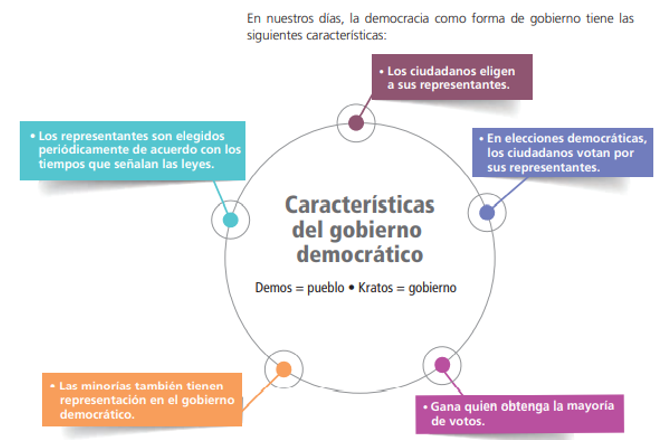 En nuestros días, la democracia como forma de gobierno tiene las
siguientes características:
• Los ciudadanos eligen
a sus representantes.
• Los representantes son elegidos
periódicamente de acuerdo con los
tiempos que señalan las leyes.
• En elecciones democráticas,
los ciudadanos votan por
sus representantes.
Características
del gobierno
democrático
Demos = pueblo • Kratos = gobierno
• Las minorías también tienen
representación en el gobierno
democrático.
• Gana quien obtenga la mayoría
de votos.